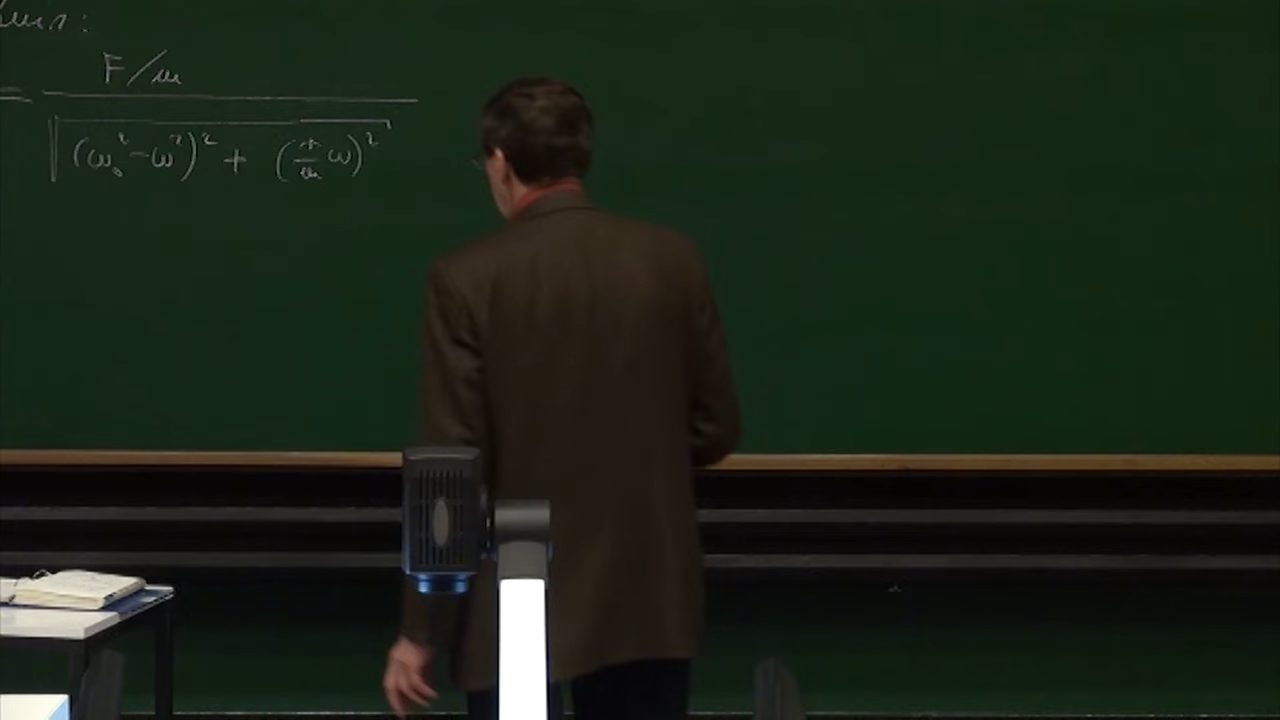 = F/m
√((ω₀² - ω²)² + (r/m ω)²)